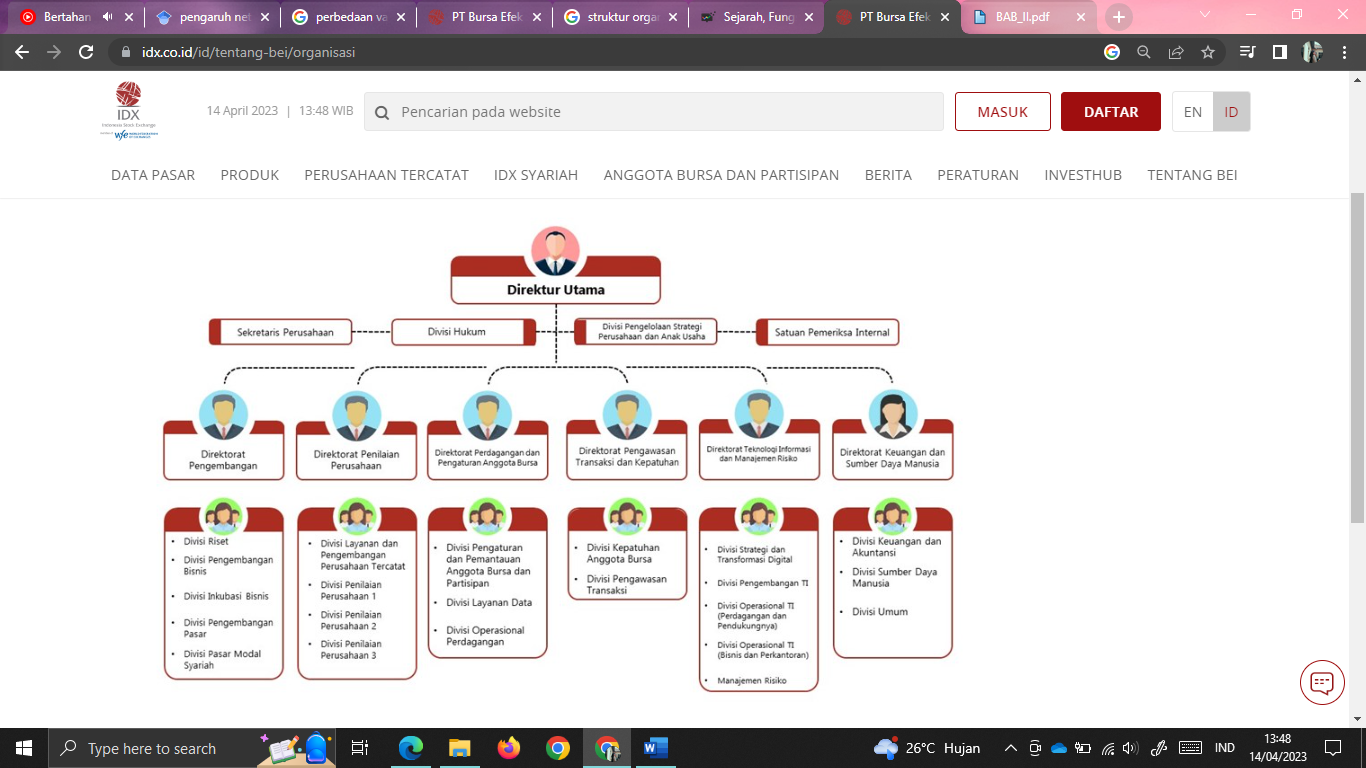 Bertahan
pengaruh net
perbedaan va
PT Bursa Efek
struktur organ
Sejarah, Fung
PT Bursa Efek
BAB_II.pdf
idx.co.id/id/tentang-bei/organisasi
IDX
Indonesia Stock Exchange
wfe
14 April 2023 | 13:48 WIB
Pencarian pada website
MASUK
DAFTAR
EN
ID
DATA PASAR
PRODUK
PERUSAHAAN TERCATAT
IDX SYARIAH
ANGGOTA BURSA DAN PARTISIPAN
BERITA
PERATURAN
INVESTHUB
TENTANG BEI
Direktur Utama
Sekretaris Perusahaan
Divisi Hukum
Divisi Pengelolaan Strategi
Perusahaan dan Anak Usaha
Satuan Pemeriksa Internal
Direktorat
Pengembangan
Direktorat Penilaian
Perusahaan
Direktorat Perdagangan dan
Pengaturan Anggota Bursa
Direktorat Pengawasan
Transaksi dan Kepatuhan
Direktorat Teknologi Informasi
dan Manajemen Risiko
Direktorat Keuangan dan
Sumber Daya Manusia
• Divisi Riset
• Divisi Pengembangan
Bisnis
• Divisi Inkubasi Bisnis
• Divisi Pengembangan
Pasar
• Divisi Pasar Modal
Syariah
• Divisi Layanan dan
Pengembangan
Perusahaan Tercatat
• Divisi Penilaian
Perusahaan 1
• Divisi Penilaian
Perusahaan 2
• Divisi Penilaian
Perusahaan 3
• Divisi Pengaturan
dan Pemantauan
Anggota Bursa dan
Partisipan
• Divisi Layanan Data
• Divisi Operasional
Perdagangan
• Divisi Kepatuhan
Anggota Bursa
• Divisi Pengawasan
Transaksi
• Divisi Strategi dan
Transformasi Digital
• Divisi Pengembangan TI
• Divisi Operasional TI
(Perdagangan dan
Pendukungnya)
• Divisi Operasional TI
(Bisnis dan Perkantoran)
• Manajemen Risiko
• Divisi Keuangan dan
Akuntansi
• Divisi Sumber Daya
Manusia
• Divisi Umum
Type here to search
26°C Hujan
IND
13:48
14/04/2023